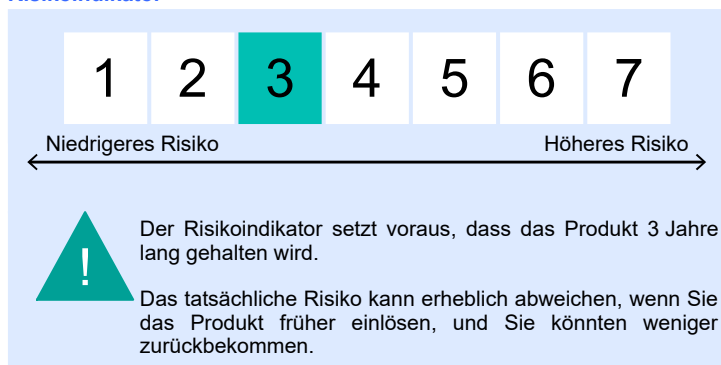 Risikoindikator
1 2 3 4 5 6 7
Niedrigeres Risiko Höheres Risiko
!
Der Risikoindikator setzt voraus, dass das Produkt 3 Jahre
lang gehalten wird.
Das tatsächliche Risiko kann erheblich abweichen, wenn Sie
das Produkt früher einlösen, und Sie könnten weniger
zurückbekommen.